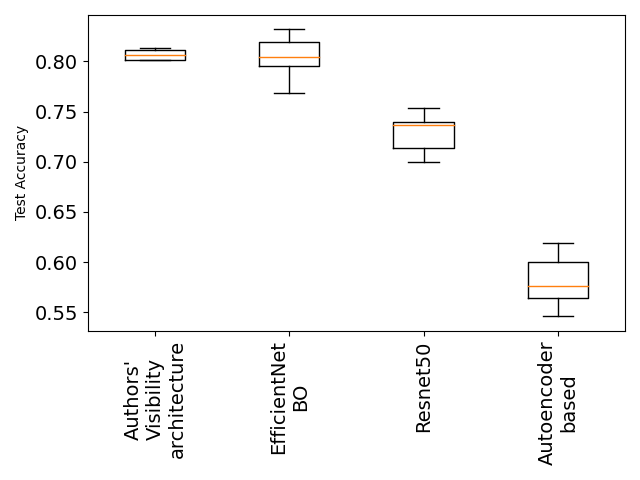 Test Accuracy
0.80
0.75
0.70
0.65
0.60
0.55
Authors'
Visibility
architecture
EfficientNet
BO
Resnet50
Autoencoder
based